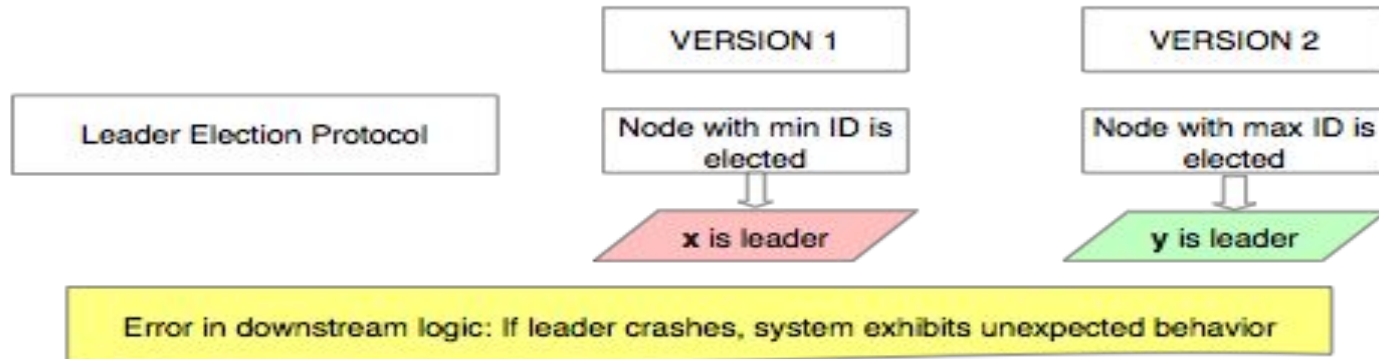 VERSION 1
VERSION 2
Leader Election Protocol
Node with min ID is
elected
Node with max ID is
elected
x is leader
y is leader
Error in downstream logic: If leader crashes, system exhibits unexpected behavior